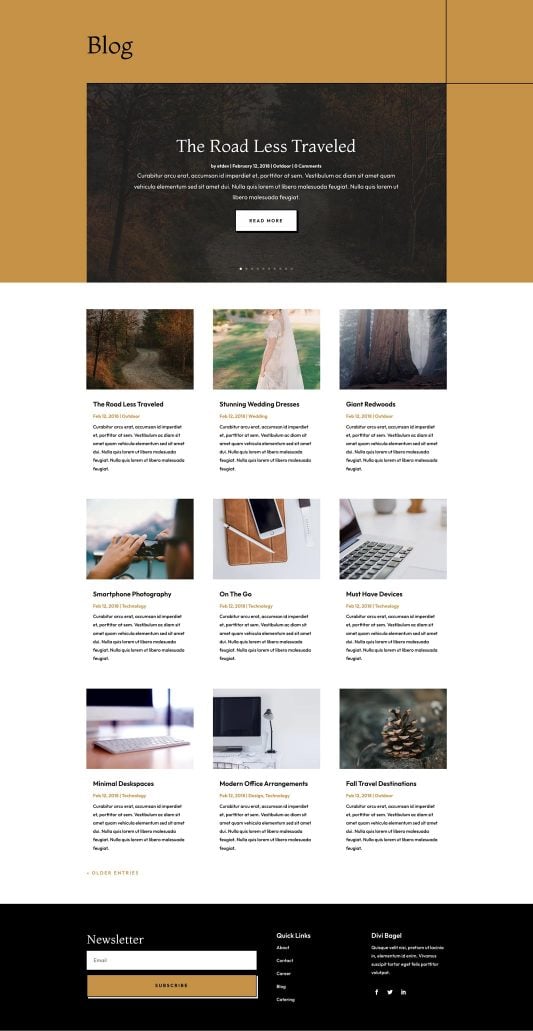 Blog
The Road Less Traveled
by etdev | February 12, 2018 | Outdoor | 0 Comments
Curabitur arcu erat, accumsan id imperdiet et, porttitor at sem. Vestibulum ac diam sit amet quam
vehicula elementum sed sit amet dui. Nulla quis lorem ut libero malesuada feugiat. Nulla quis lorem ut
libero malesuada feugiat.
READ MORE
The Road Less Traveled
Feb 12, 2018 | Outdoor
Curabitur arcu erat, accumsan id imperdiet
et, porttitor at sem. Vestibulum ac diam sit
amet quam vehicula elementum sed sit amet
dui. Nulla quis lorem ut libero malesuada
feugiat. Nulla quis lorem ut libero malesuada
feugiat.
Stunning Wedding Dresses
Feb 12, 2018 | Wedding
Curabitur arcu erat, accumsan id imperdiet
et, porttitor at sem. Vestibulum ac diam sit
amet quam vehicula elementum sed sit amet
dui. Nulla quis lorem ut libero malesuada
feugiat. Nulla quis lorem ut libero malesuada
feugiat.
Giant Redwoods
Feb 12, 2018 | Outdoor
Curabitur arcu erat, accumsan id imperdiet
et, porttitor at sem. Vestibulum ac diam sit
amet quam vehicula elementum sed sit amet
dui. Nulla quis lorem ut libero malesuada
feugiat. Nulla quis lorem ut libero malesuada
feugiat.
Smartphone Photography
Feb 12, 2018 | Technology
Curabitur arcu erat, accumsan id imperdiet
et, porttitor at sem. Vestibulum ac diam sit
amet quam vehicula elementum sed sit amet
dui. Nulla quis lorem ut libero malesuada
feugiat. Nulla quis lorem ut libero malesuada
feugiat.
On The Go
Feb 12, 2018 | Technology
Curabitur arcu erat, accumsan id imperdiet
et, porttitor at sem. Vestibulum ac diam sit
amet quam vehicula elementum sed sit amet
dui. Nulla quis lorem ut libero malesuada
feugiat. Nulla quis lorem ut libero malesuada
feugiat.
Must Have Devices
Feb 12, 2018 | Technology
Curabitur arcu erat, accumsan id imperdiet
et, porttitor at sem. Vestibulum ac diam sit
amet quam vehicula elementum sed sit amet
dui. Nulla quis lorem ut libero malesuada
feugiat. Nulla quis lorem ut libero malesuada
feugiat.
Minimal Deskspaces
Feb 12, 2018 | Technology
Curabitur arcu erat, accumsan id imperdiet
et, porttitor at sem. Vestibulum ac diam sit
amet quam vehicula elementum sed sit amet
dui. Nulla quis lorem ut libero malesuada
feugiat. Nulla quis lorem ut libero malesuada
feugiat.
Modern Office Arrangements
Feb 12, 2018 | Design, Technology
Curabitur arcu erat, accumsan id imperdiet
et, porttitor at sem. Vestibulum ac diam sit
amet quam vehicula elementum sed sit amet
dui. Nulla quis lorem ut libero malesuada
feugiat. Nulla quis lorem ut libero malesuada
feugiat.
Fall Travel Destinations
Feb 12, 2018 | Outdoor
Curabitur arcu erat, accumsan id imperdiet
et, porttitor at sem. Vestibulum ac diam sit
amet quam vehicula elementum sed sit amet
dui. Nulla quis lorem ut libero malesuada
feugiat. Nulla quis lorem ut libero malesuada
feugiat.
« OLDER ENTRIES
Newsletter
Email
SUBSCRIBE
Quick Links
About
Contact
Career
Blog
Catering
Divi Bagel
Quisque velit nisi, pretium ut lacinia
in, elementum id enim. Vivamus
suscipit tortor eget felis porttitor
volutpat.